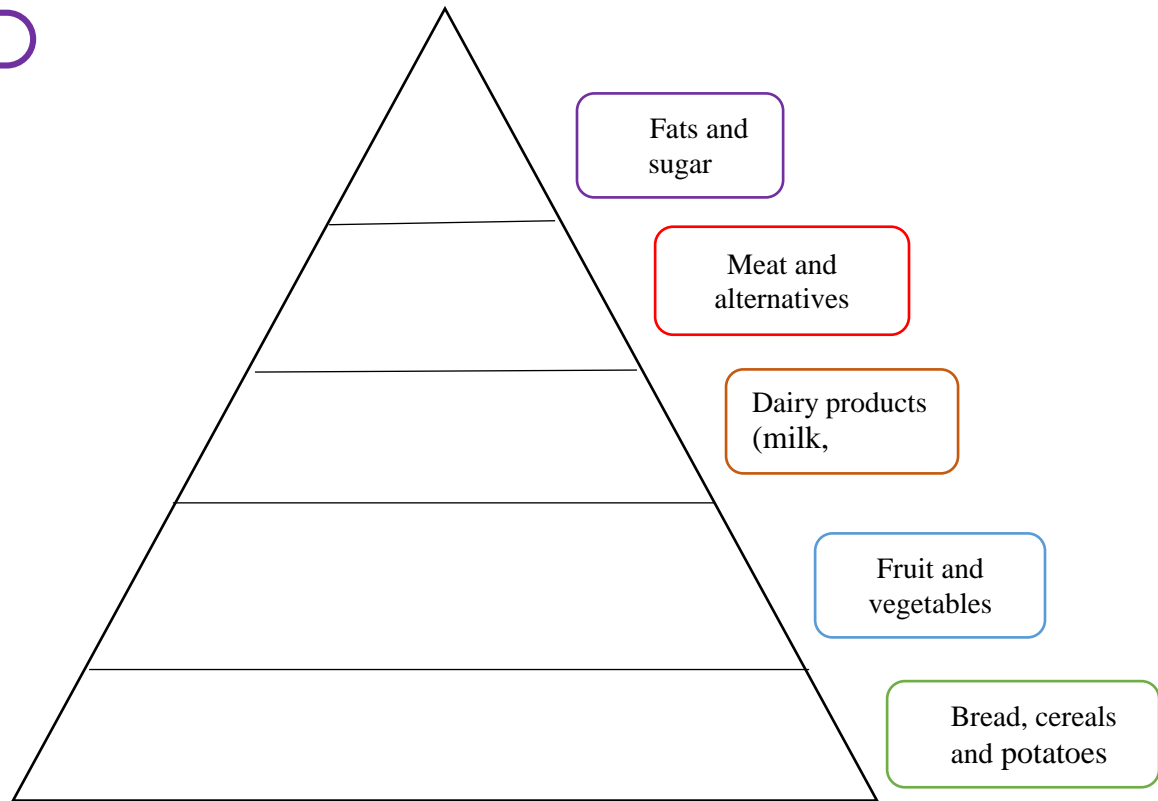 Fats and
sugar
Meat and
alternatives
Dairy products
(milk,
Fruit and
vegetables
Bread, cereals
and potatoes